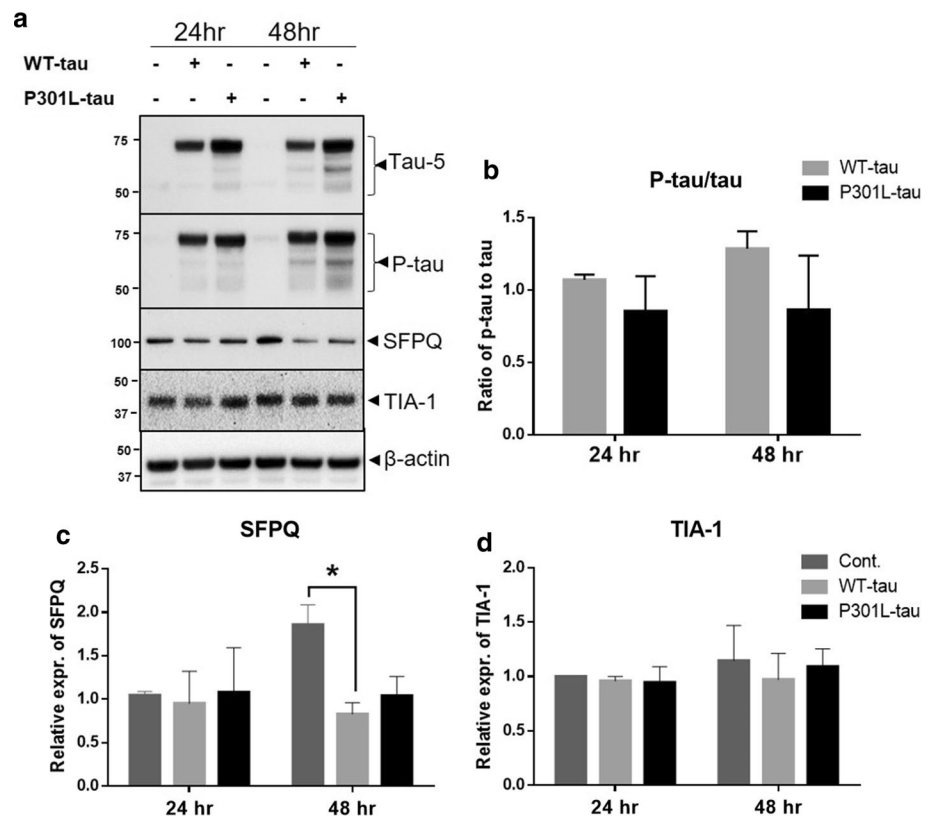 a
24hr 48hr
WT-tau - + - - + -
P301L-tau - - + - - +
75
Tau-5
50
75
P-tau
50
100 SFPQ
50
TIA-1
37
50
β-actin
37
b
P-tau/tau
WT-tau
P301L-tau
Ratio of p-tau to tau
1.5
1.0
0.5
0.0
24 hr 48 hr
c
SFPQ
Relative expr. of SFPQ
2.5
2.0
1.5
1.0
0.5
0.0
*
24 hr 48 hr
d
TIA-1
Cont.
WT-tau
P301L-tau
Relative expr. of TIA-1
2.0
1.5
1.0
0.5
0.0
24 hr 48 hr